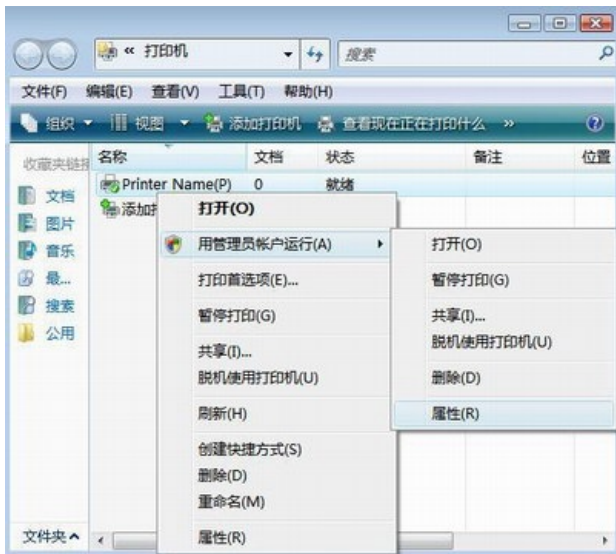 « 打印机
搜索
文件(F) 编辑(E) 查看(V) 工具(T) 帮助(H)
组织 视图 添加打印机 查看现在正在打印什么 »
收藏夹链接
文档
图片
音乐
最...
搜索
公用
文件夹
名称 文档 状态 备注 位置
Printer Name(P) 0 就绪
添加打
打开(O)
用管理员帐户运行(A)
打印首选项(E)...
暂停打印(G)
共享(I)...
脱机使用打印机(U)
刷新(H)
创建快捷方式(S)
删除(D)
重命名(M)
属性(R)
打开(O)
暂停打印(G)
共享(I)...
脱机使用打印机(U)
删除(D)
属性(R)